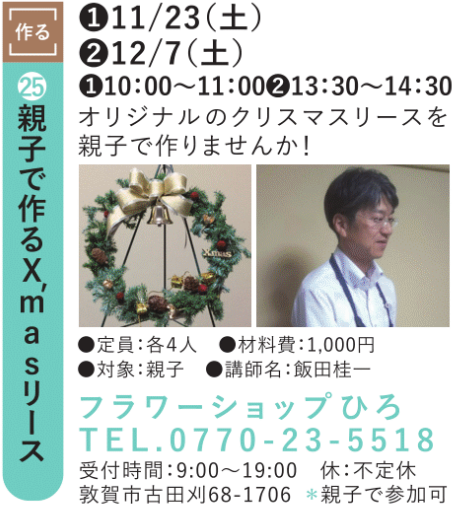 作る
㉕親子で作るX'masリース
❶11/23(土)
❷12/7(土)
❶10:00〜11:00❷13:30〜14:30
オリジナルのクリスマスリースを
親子で作りませんか!
Xmas
●定員:各4人 ●材料費:1,000円
●対象:親子 ●講師名:飯田桂一
フラワーショップひろ
TEL.0770-23-5518
受付時間:9:00〜19:00 休:不定休
敦賀市古田刈68-1706 *親子で参加可